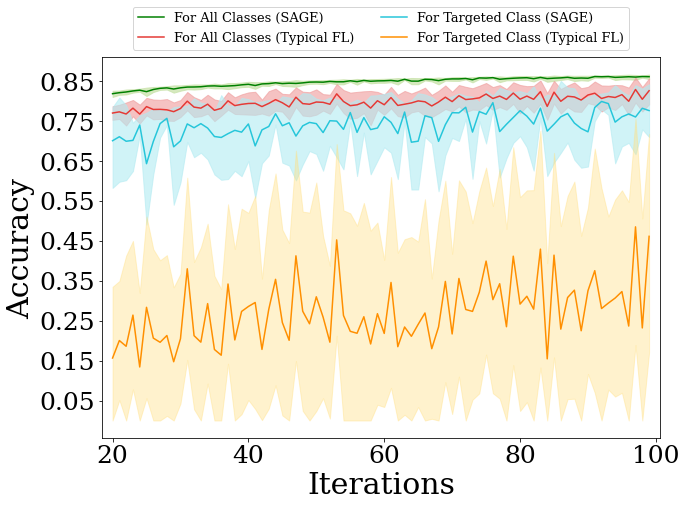 For All Classes (SAGE)
For All Classes (Typical FL)
For Targeted Class (SAGE)
For Targeted Class (Typical FL)
Accuracy
0.85
0.75
0.65
0.55
0.45
0.35
0.25
0.15
0.05
20 40 60 80 100
Iterations